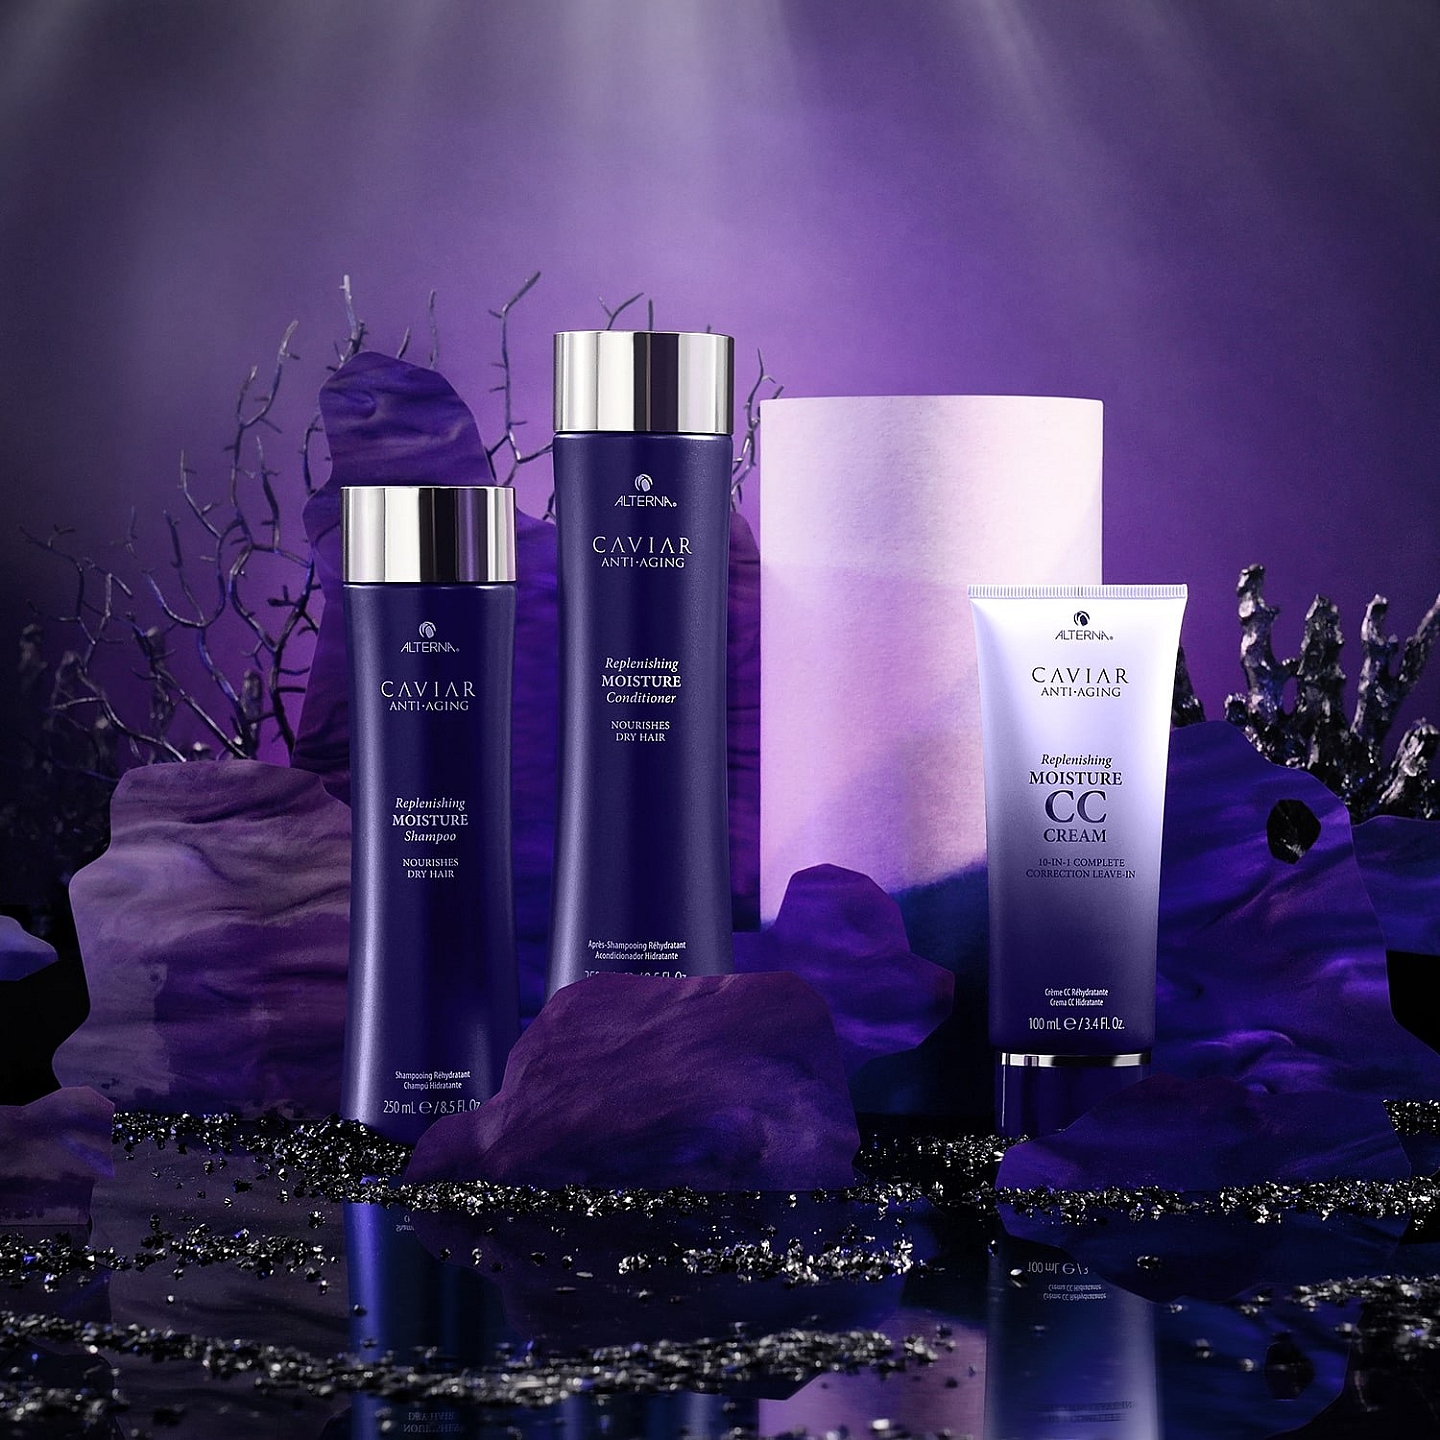 ALTERNA®
CAVIAR
ANTI·AGING
Replenishing
MOISTURE
Shampoo
NOURISHES
DRY HAIR
Shampooing Réhydratant
Champú Hidratante
250 mL ℮ / 8.5 Fl. Oz.
ALTERNA®
CAVIAR
ANTI·AGING
Replenishing
MOISTURE
Conditioner
NOURISHES
DRY HAIR
Après-Shampooing Réhydratant
Acondicionador Hidratante
ALTERNA®
CAVIAR
ANTI·AGING
Replenishing
MOISTURE
CC
CREAM
10-IN-1 COMPLETE
CORRECTION LEAVE-IN
Crème CC Réhydratante
Crema CC Hidratante
100 mL ℮ / 3.4 Fl. Oz.